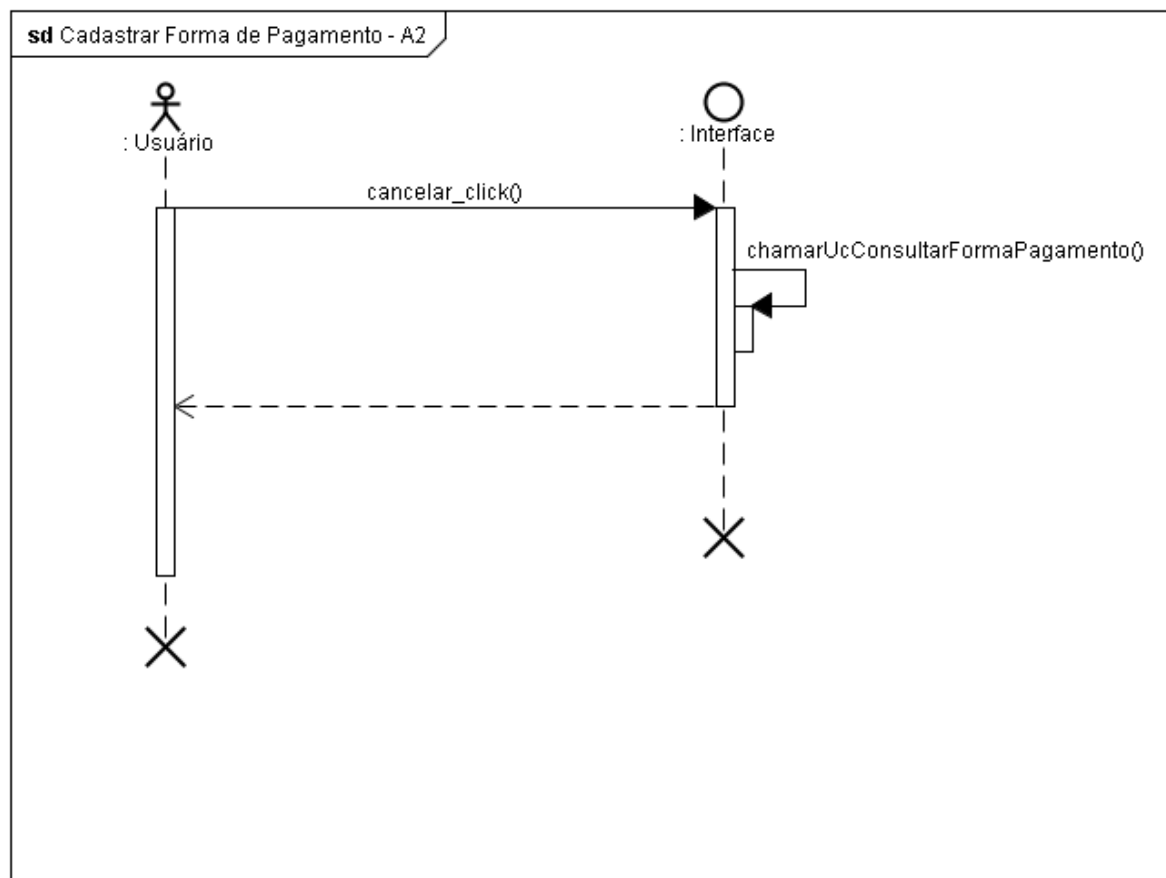 sd Cadastrar Forma de Pagamento - A2
: Usuário
: Interface
cancelar_click()
chamarUcConsultarFormaPagamento()